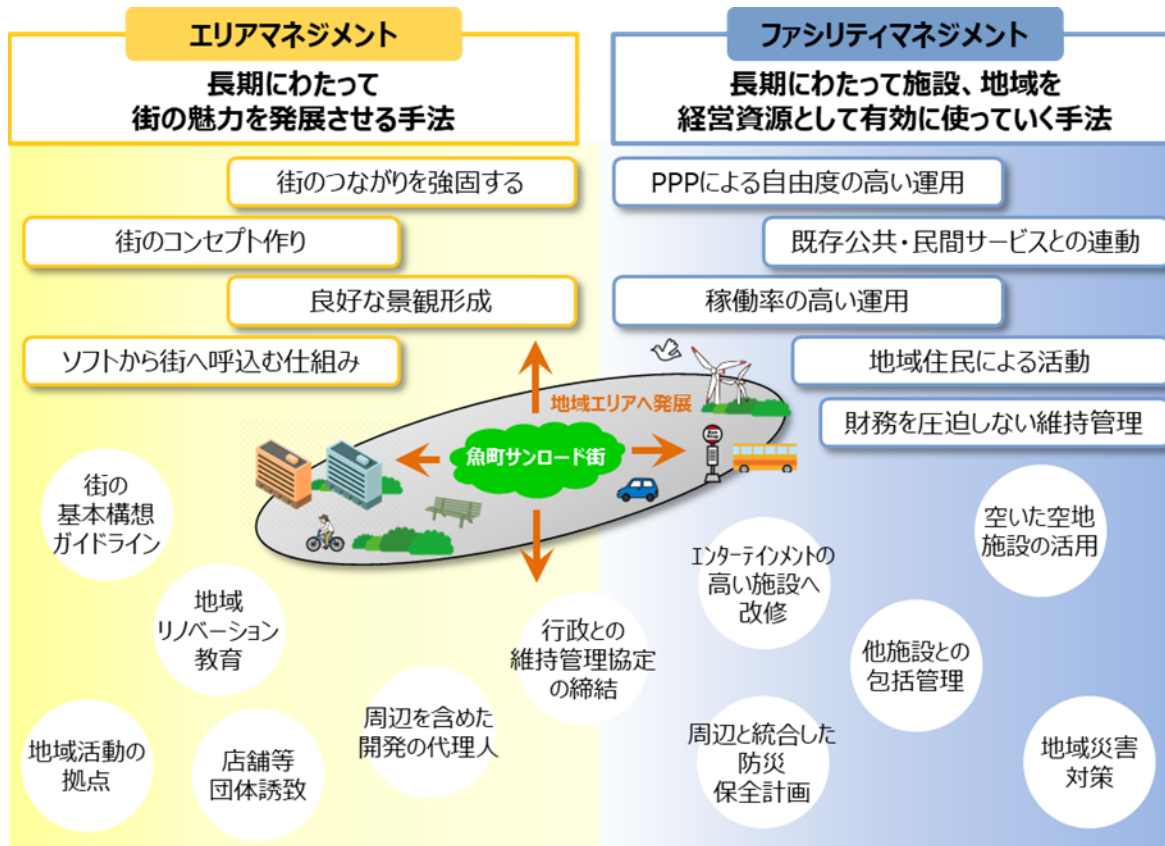 エリアマネジメント
長期にわたって
街の魅力を発展させる手法
街のつながりを強固する
街のコンセプト作り
良好な景観形成
ソフトから街へ呼込む仕組み
ファシリティマネジメント
長期にわたって施設、地域を
経営資源として有効に使っていく手法
PPPによる自由度の高い運用
既存公共・民間サービスとの連動
稼働率の高い運用
地域住民による活動
財務を圧迫しない維持管理
地域エリアへ発展
魚町サンロード街
街の
基本構想
ガイドライン
地域
リノベーション
教育
地域活動の
拠点
店舗等
団体誘致
周辺を含めた
開発の代理人
行政との
維持管理協定
の締結
エンターテインメントの
高い施設へ
改修
空いた空地
施設の活用
他施設との
包括管理
周辺と統合した
防災
保全計画
地域災害
対策